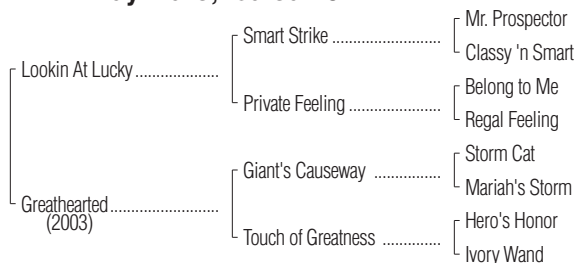 Mr. Prospector
Smart Strike ....................
Classy 'n Smart
Lookin At Lucky ..................
Belong to Me
Private Feeling .....................
Regal Feeling
Storm Cat
Giant's Causeway ...............
Mariah's Storm
Greathearted .......................
(2003)
Hero's Honor
Touch of Greatness .............
Ivory Wand